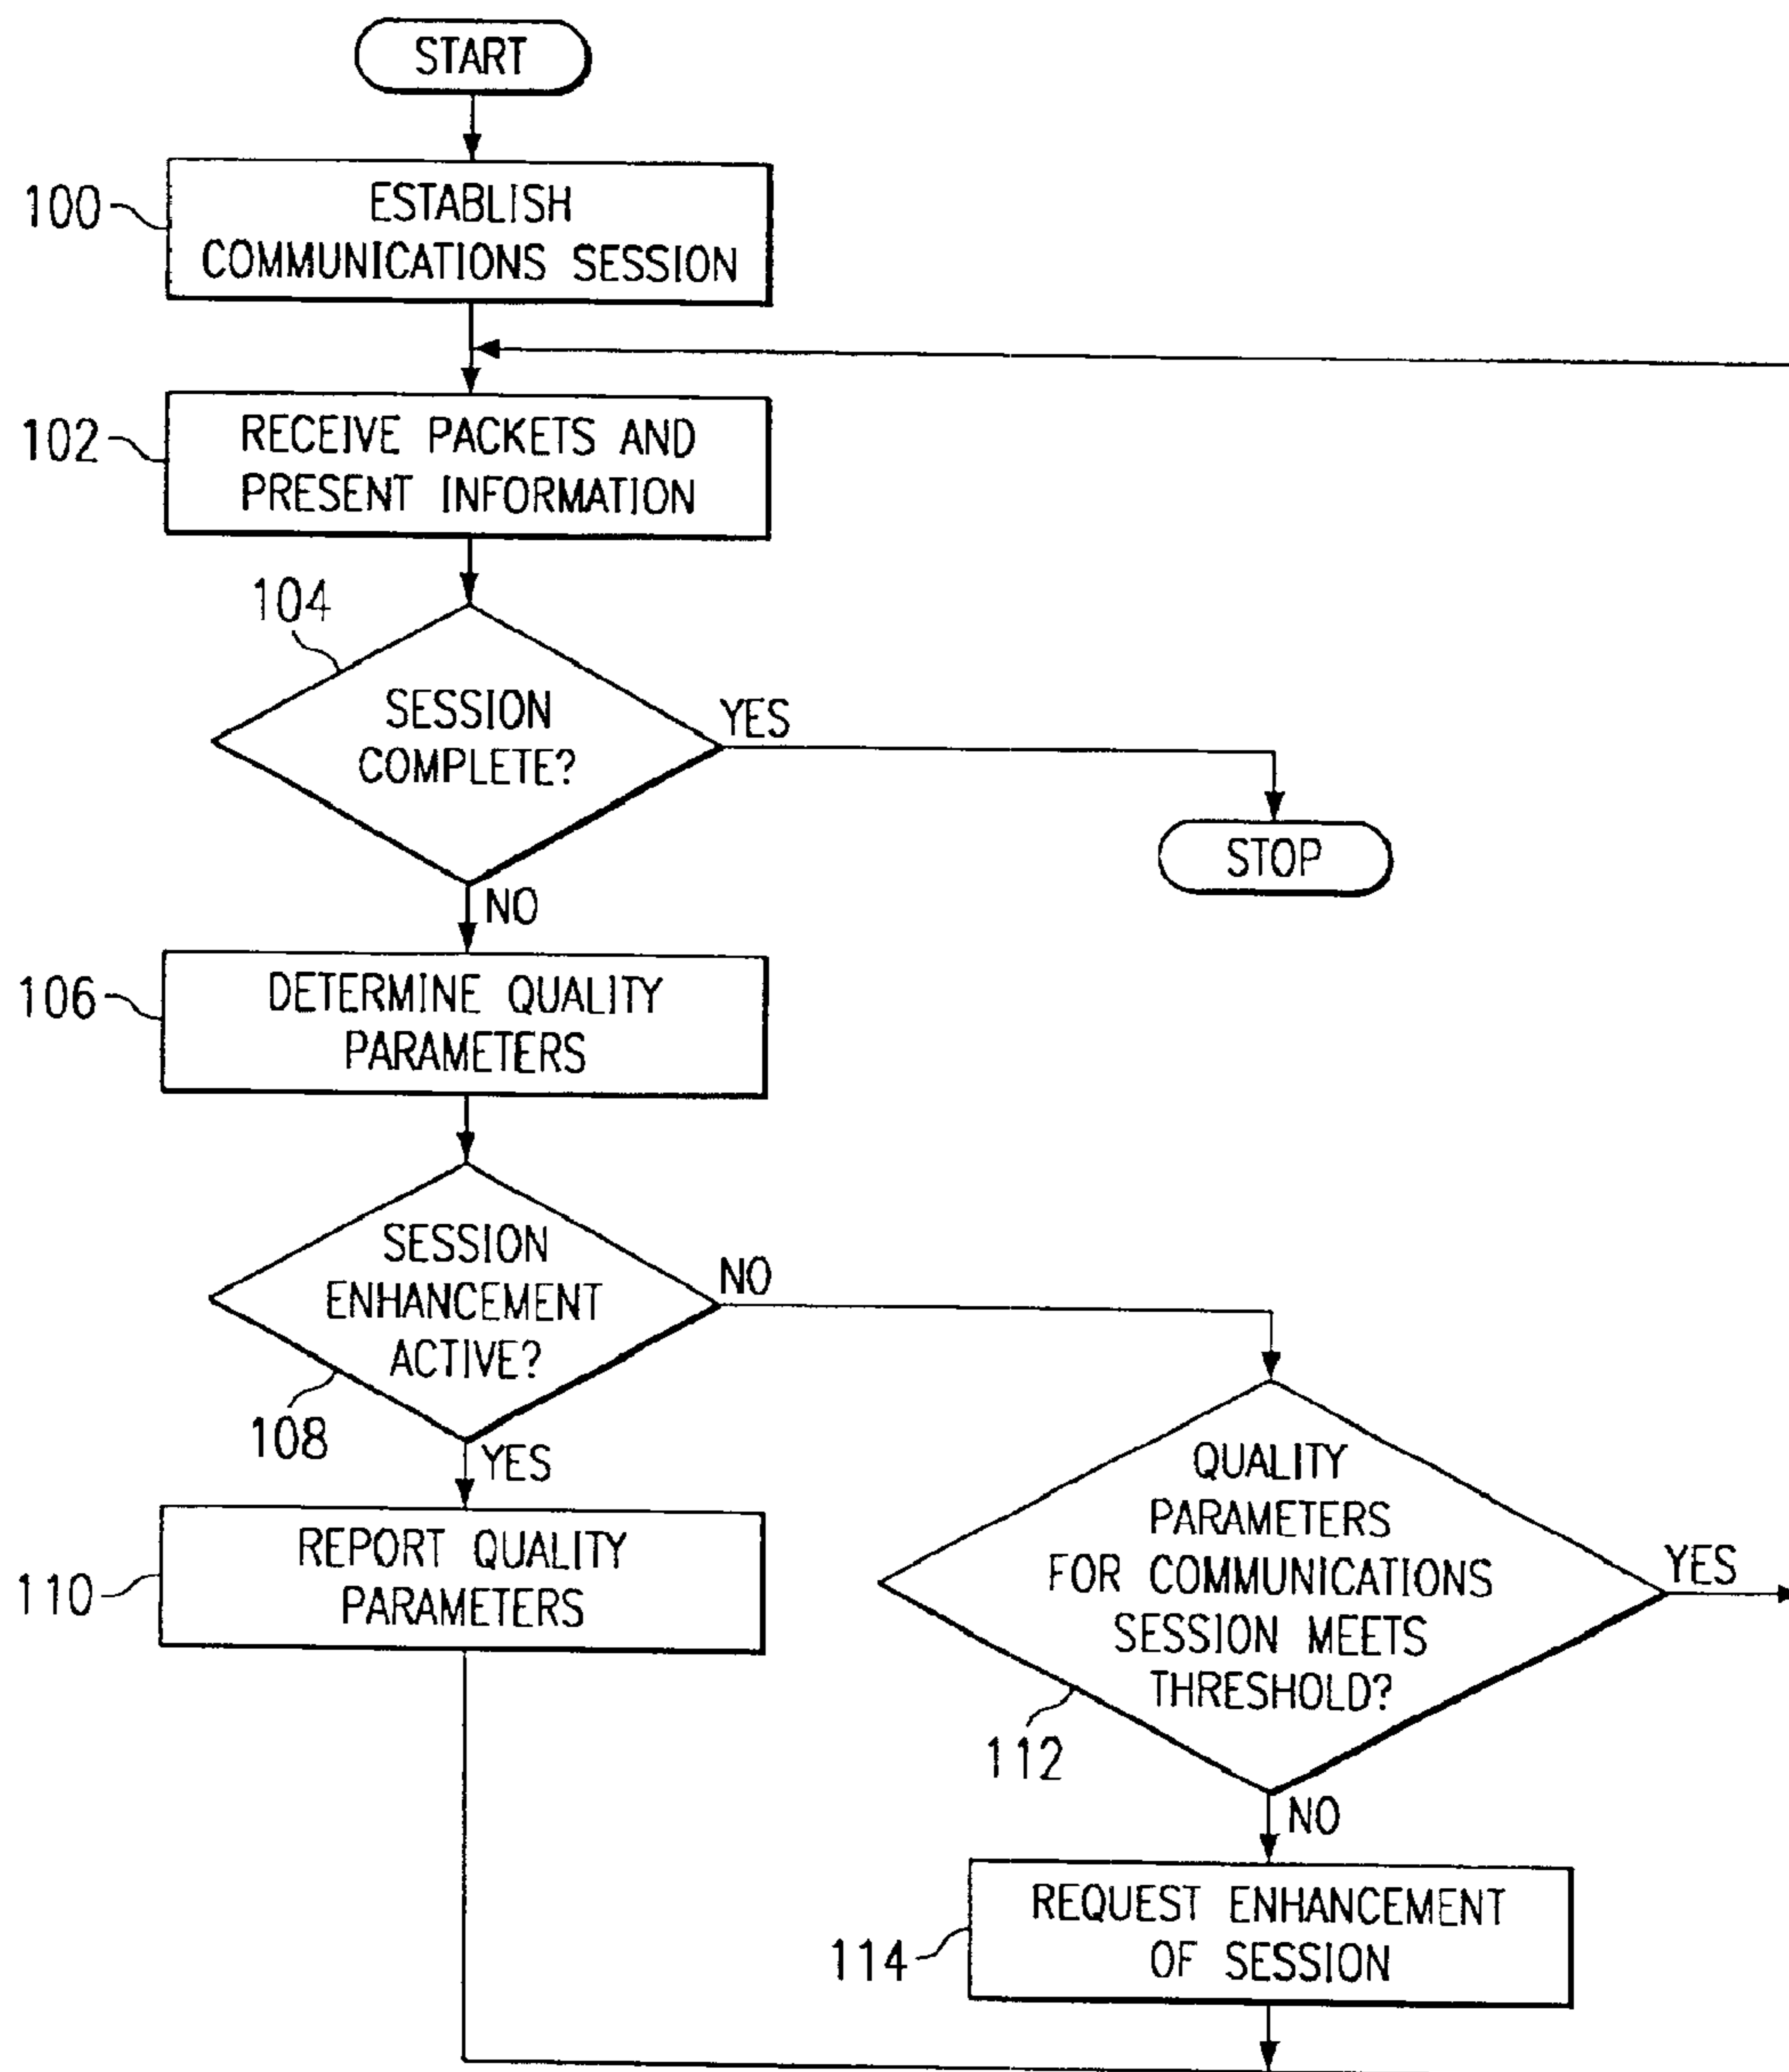 START
100
ESTABLISH
COMMUNICATIONS SESSION
102
RECEIVE PACKETS AND
PRESENT INFORMATION
104
SESSION
COMPLETE?
YES
STOP
NO
106
DETERMINE QUALITY
PARAMETERS
SESSION
ENHANCEMENT
ACTIVE?
NO
108
YES
110
REPORT QUALITY
PARAMETERS
QUALITY
PARAMETERS
FOR COMMUNICATIONS
SESSION MEETS
THRESHOLD?
YES
112
NO
114
REQUEST ENHANCEMENT
OF SESSION